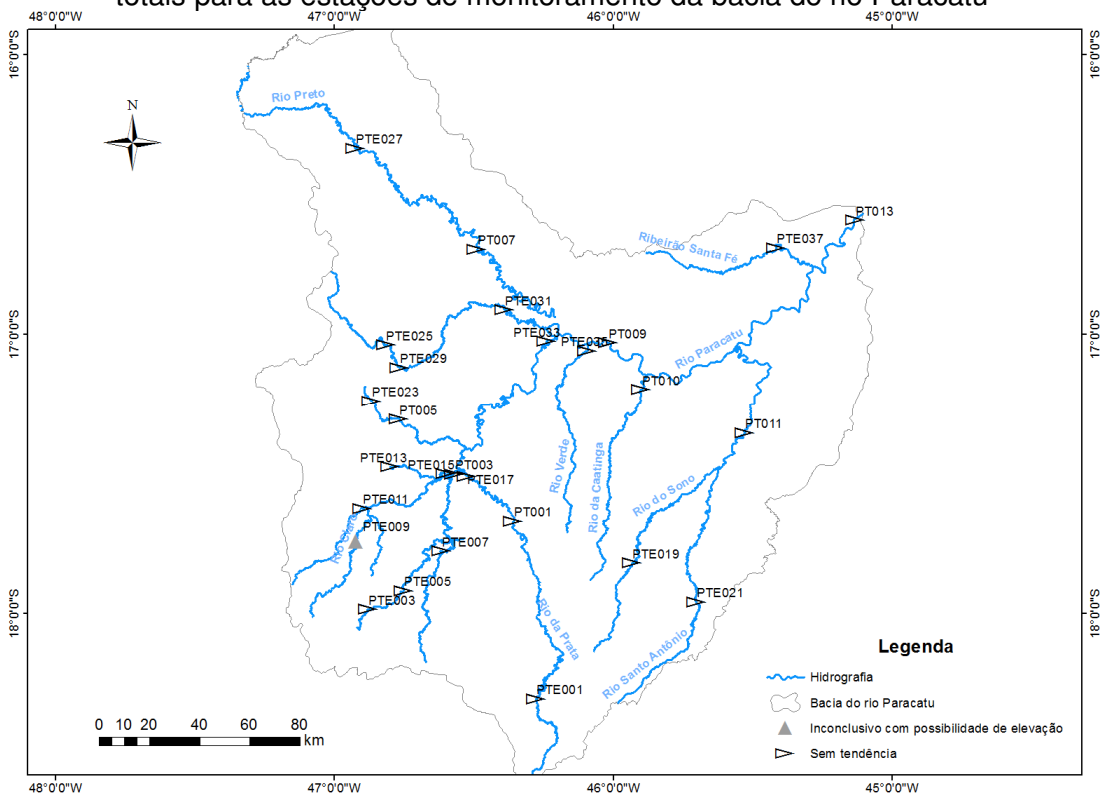 totais para as estações de monitoramento da bacia do rio Paracatu
48°0'0"W 47°0'0"W 46°0'0"W 45°0'0"W
16°0'0"S 16°0'0"S
N
Rio Preto
PTE027
PT013
PT007
Ribeirão Santa Fé
PTE037
PTE031
17°0'0"S 17°0'0"S
PTE025
PTE033
PT009
PTE029
Rio Paracatu
PT010
PTE023
PT005
PT011
PTE013
PTE015
PT003
PTE017
Rio Verde
Rio da Caatinga
Rio do Sono
PTE011
PT001
PTE009
PTE007
PTE019
PTE005
PTE003
PTE021
18°0'0"S 18°0'0"S
Rio da Prata
Rio Santo Antônio
PTE001
Legenda
Hidrografia
Bacia do rio Paracatu
Inconclusivo com possibilidade de elevação
Sem tendência
0 10 20 40 60 80
km
48°0'0"W 47°0'0"W 46°0'0"W 45°0'0"W